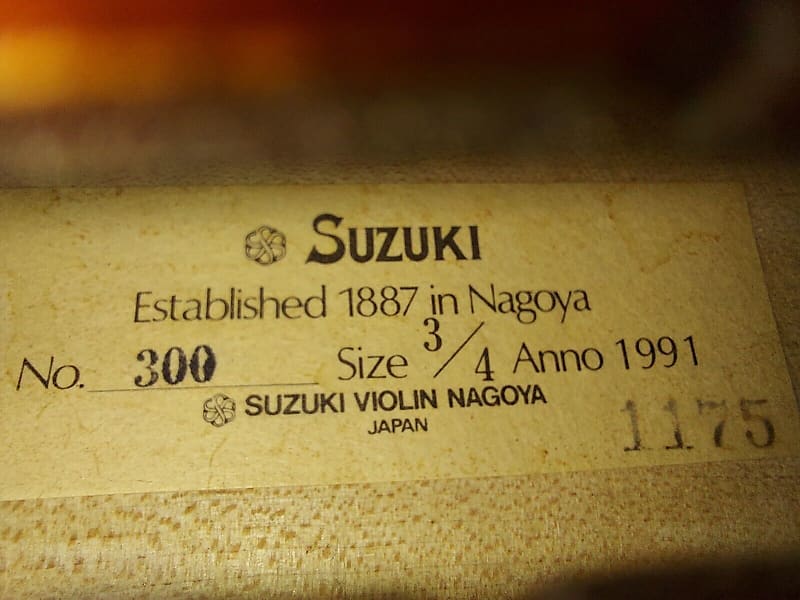 SUZUKI
Established 1887 in Nagoya
No. 300 Size 3/4 Anno 1991
SUZUKI VIOLIN NAGOYA
JAPAN
1175